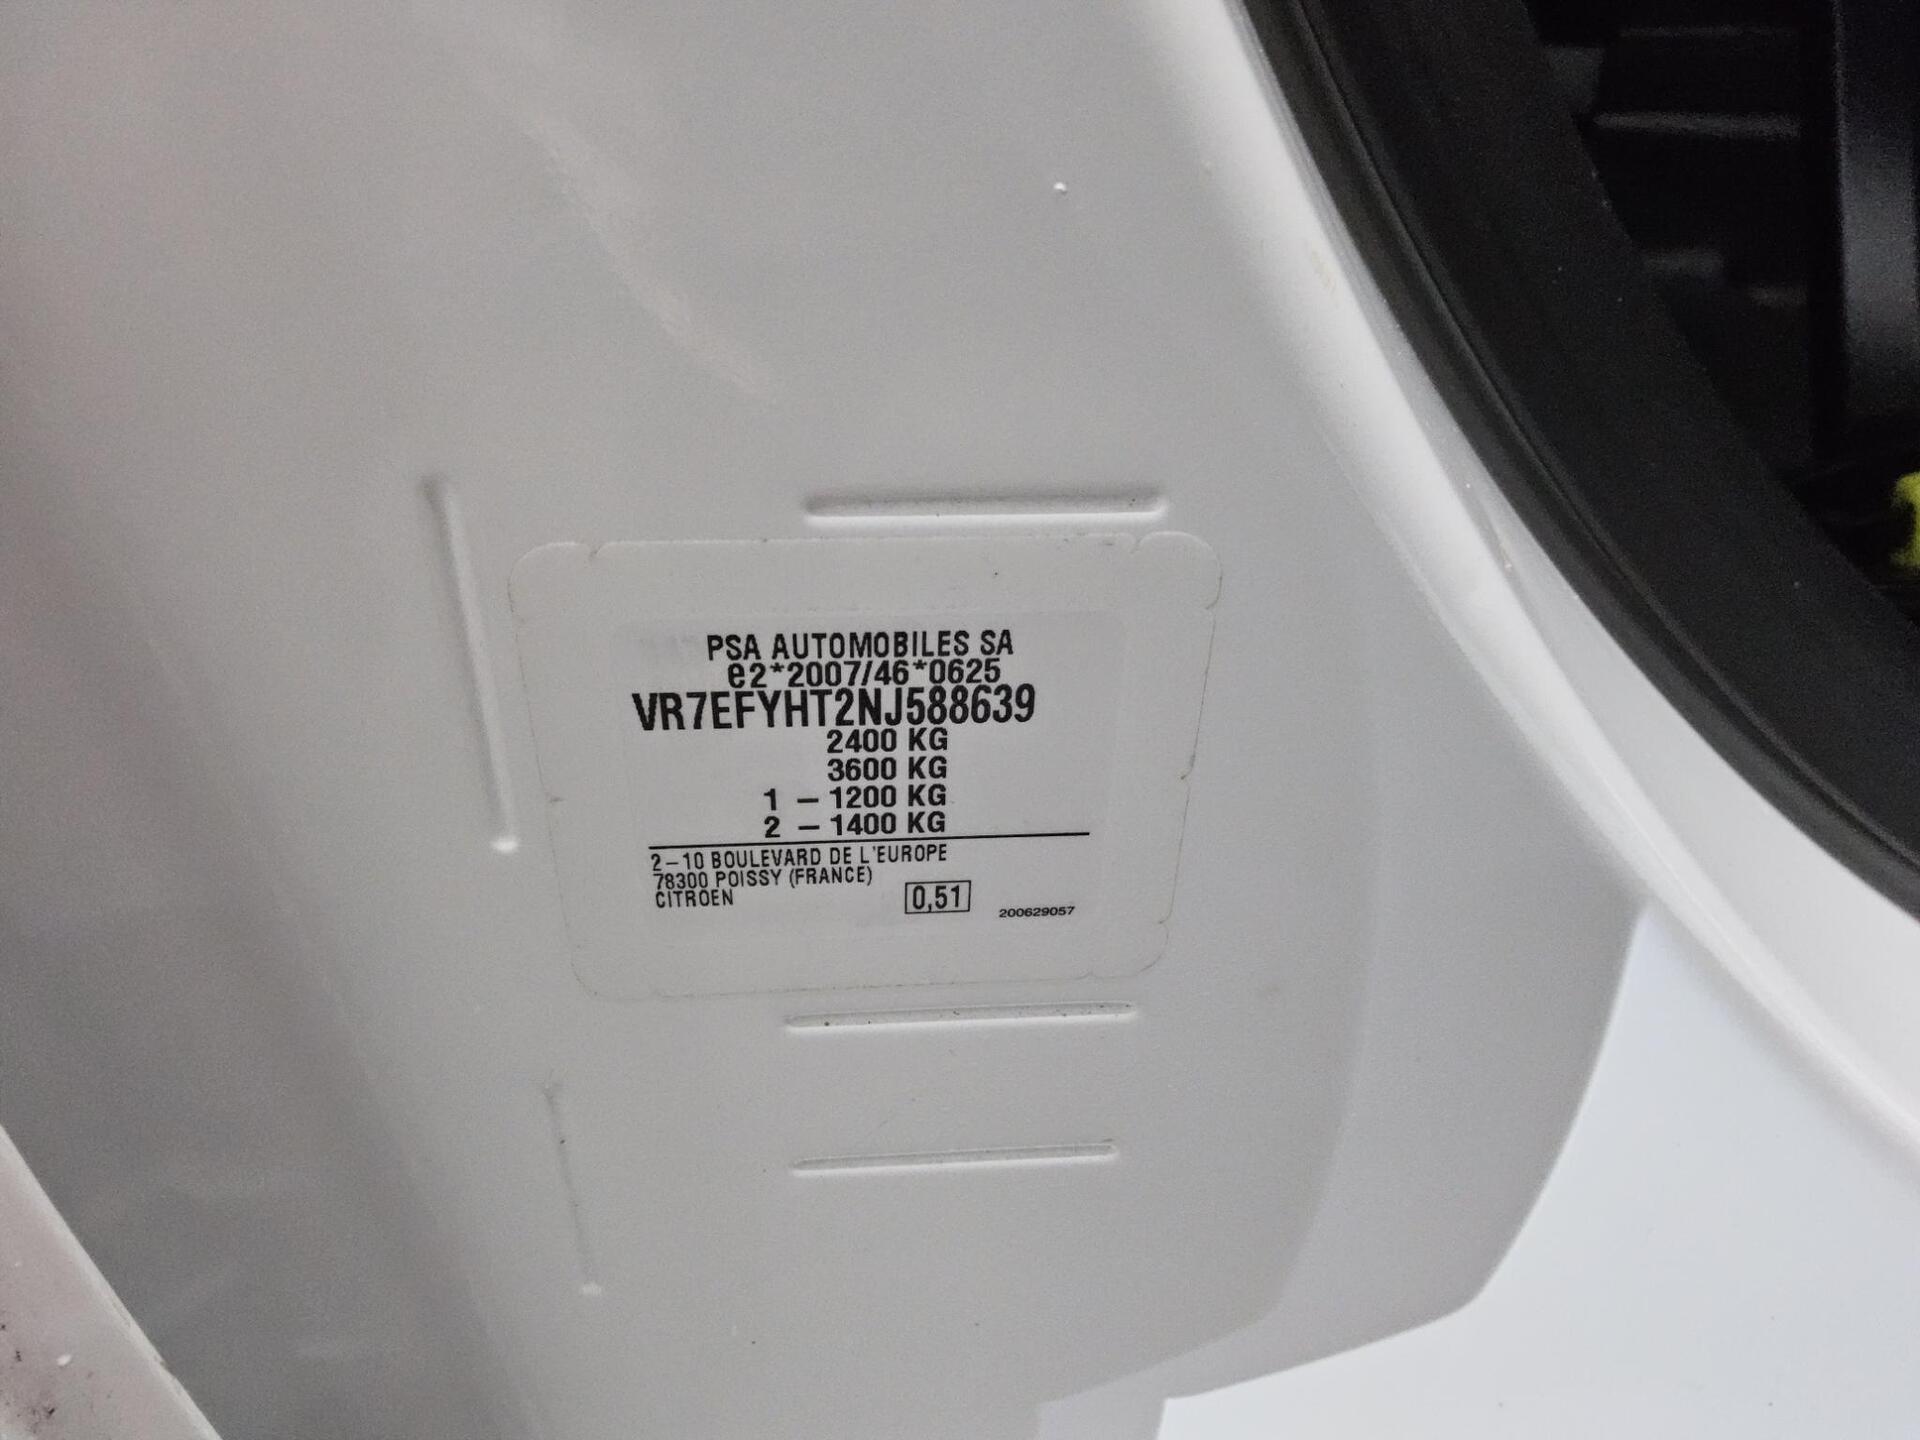 PSA AUTOMOBILES SA
e2*2007/46*0625
VR7EFYHT2NJ588639
2400 KG
3600 KG
1 – 1200 KG
2 – 1400 KG
2–10 BOULEVARD DE L'EUROPE
78300 POISSY (FRANCE)
CITROEN 0,51 200629057